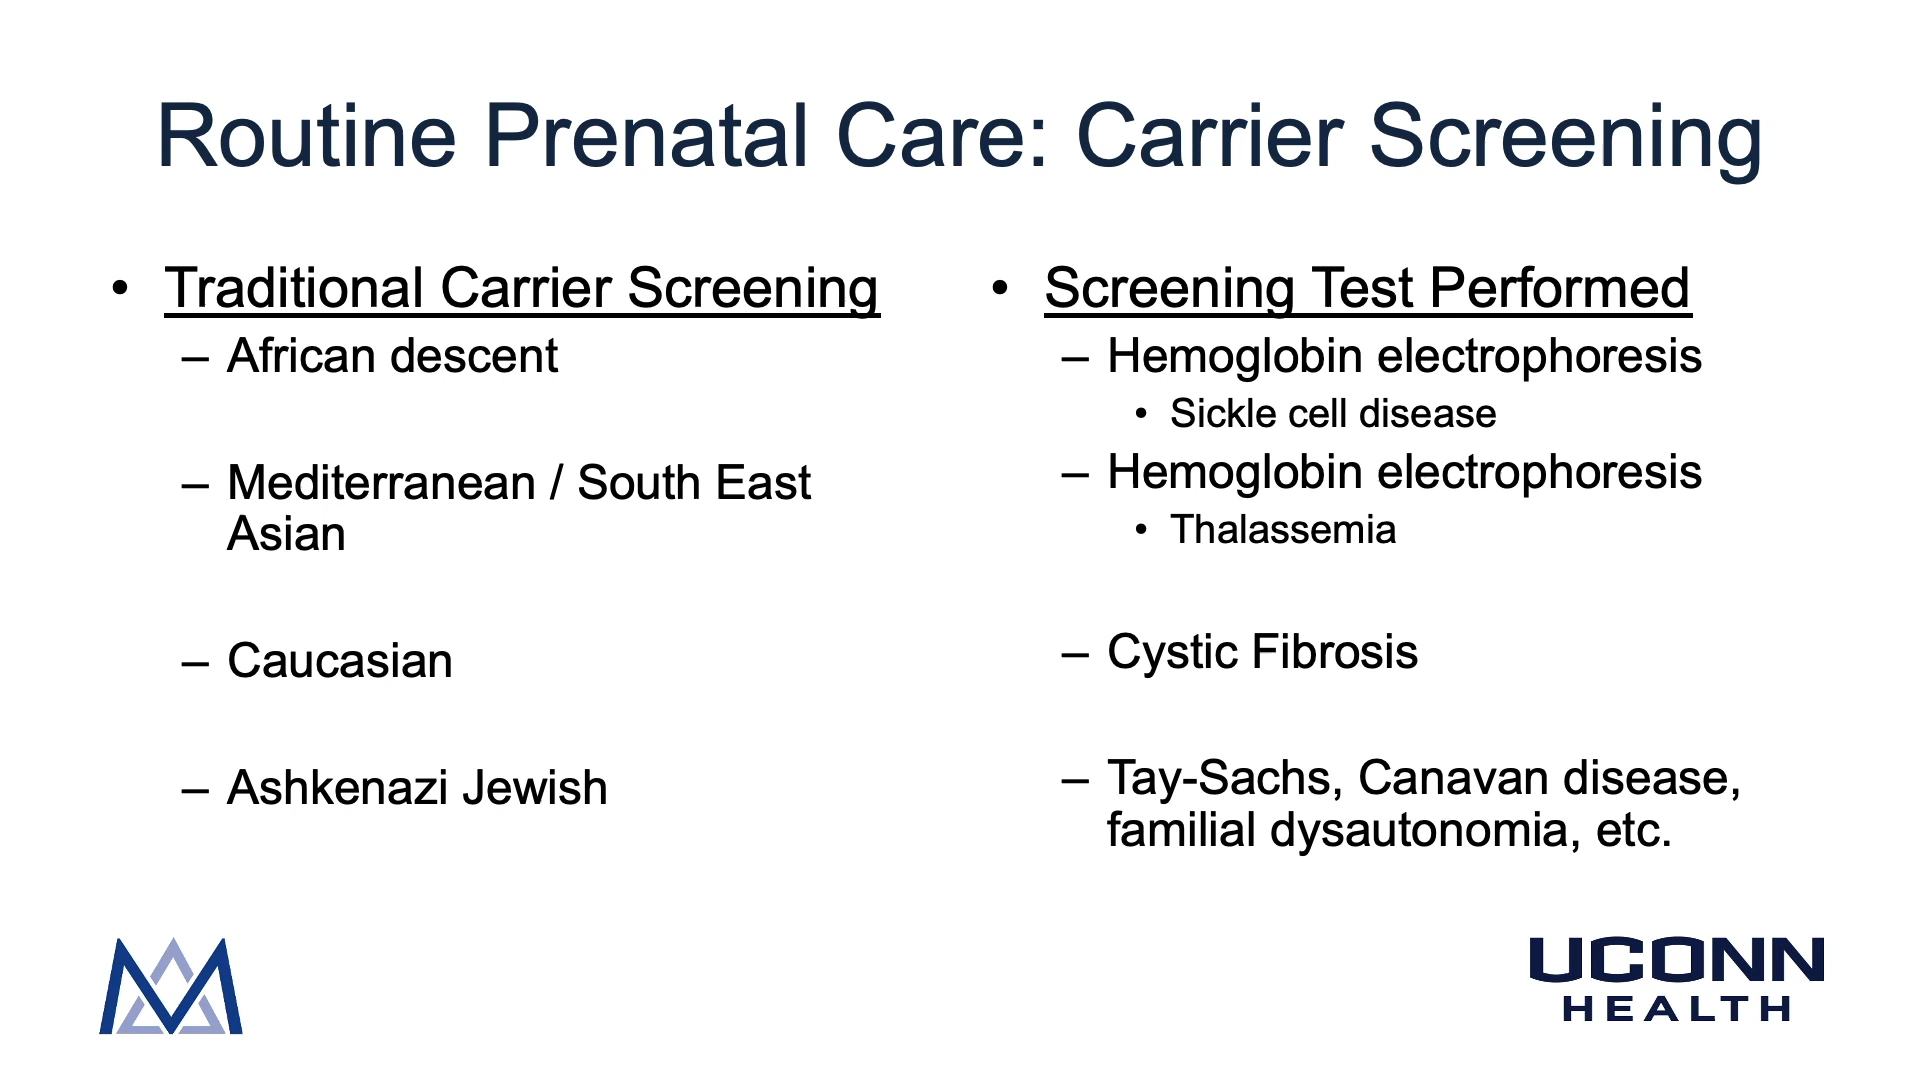 Routine Prenatal Care: Carrier Screening
• Traditional Carrier Screening
– African descent
– Mediterranean / South East
Asian
– Caucasian
– Ashkenazi Jewish
• Screening Test Performed
– Hemoglobin electrophoresis
• Sickle cell disease
– Hemoglobin electrophoresis
• Thalassemia
– Cystic Fibrosis
– Tay-Sachs, Canavan disease,
familial dysautonomia, etc.
UCONN
HEALTH